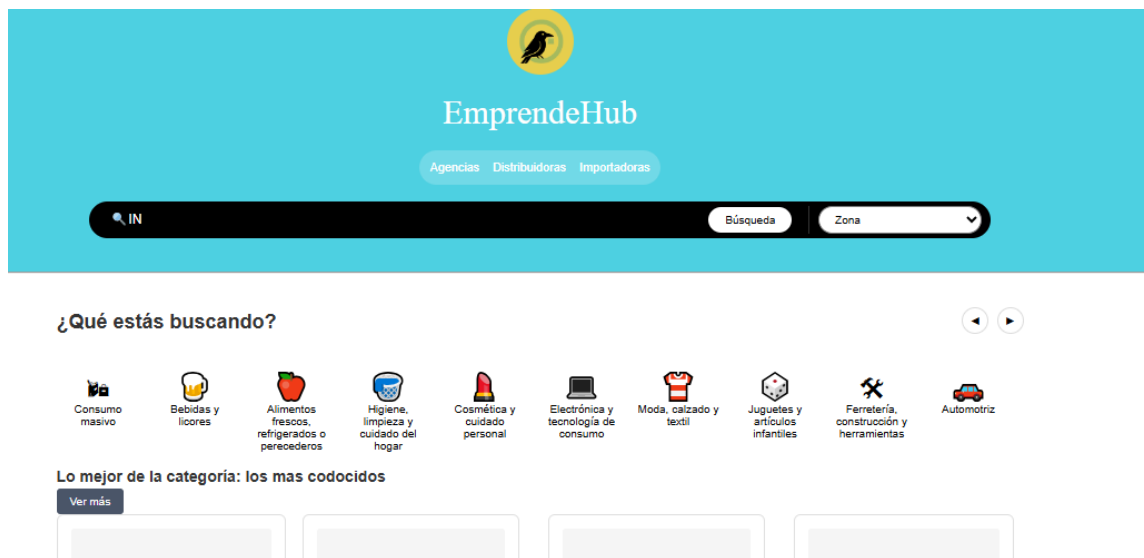 EmprendeHub
Agencias Distribuidoras Importadoras
IN Búsqueda Zona
¿Qué estás buscando?
Consumo
masivo
Bebidas y
licores
Alimentos
frescos,
refrigerados o
perecederos
Higiene,
limpieza y
cuidado del
hogar
Cosmética y
cuidado
personal
Electrónica y
tecnología de
consumo
Moda, calzado y
textil
Juguetes y
artículos
infantiles
Ferretería,
construcción y
herramientas
Automotriz
Lo mejor de la categoría: los mas codocidos
Ver más